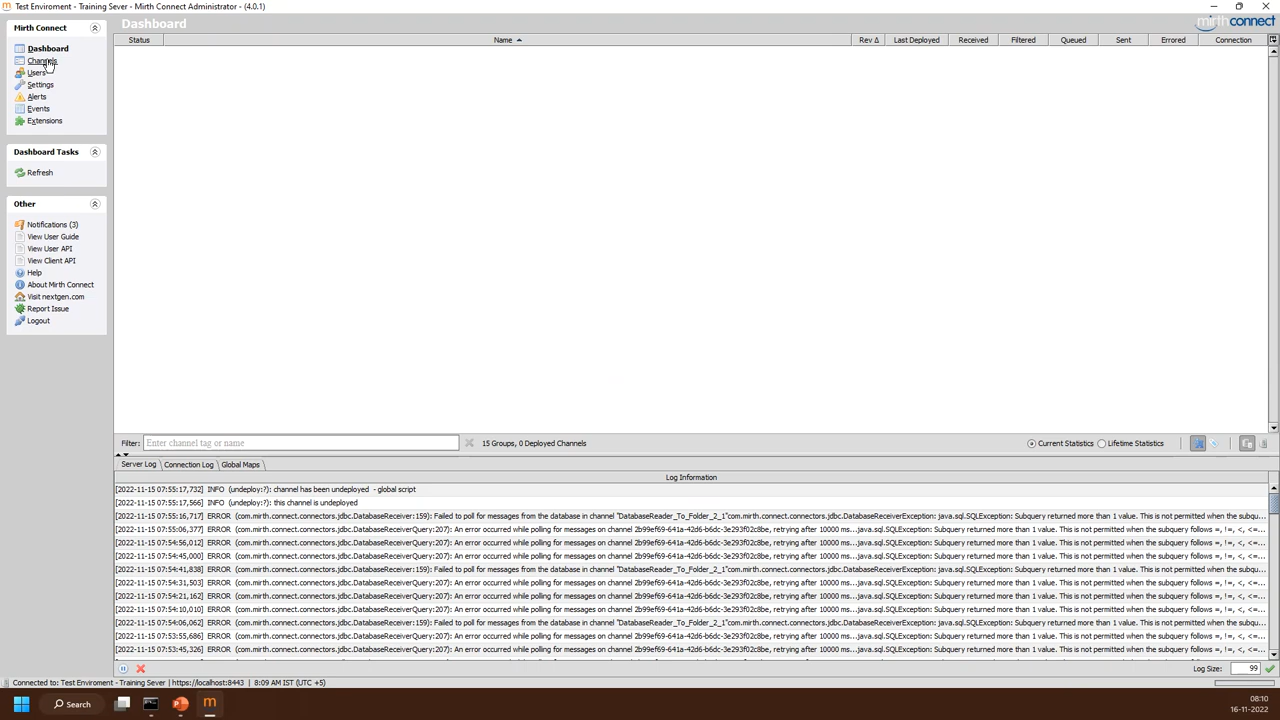 Test Enviroment - Training Sever - Mirth Connect Administrator - (4.0.1)
Mirth Connect
Dashboard
Channels
Users
Settings
Alerts
Events
Extensions
Dashboard Tasks
Refresh
Other
Notifications (3)
View User Guide
View User API
View Client API
Help
About Mirth Connect
Visit nextgen.com
Report Issue
Logout
Dashboard
mirth connect
Status Name Rev Δ Last Deployed Received Filtered Queued Sent Errored Connection
Filter: Enter channel tag or name 15 Groups, 0 Deployed Channels Current Statistics Lifetime Statistics
Server Log Connection Log Global Maps
Log Information
[2022-11-15 07:55:17,732] INFO (undeploy:?): channel has been undeployed - global script
[2022-11-15 07:55:17,566] INFO (undeploy:?): this channel is undeployed
[2022-11-15 07:55:16,717] ERROR (com.mirth.connect.connectors.jdbc.DatabaseReceiver:159): Failed to poll for messages from the database in channel "DatabaseReader_To_Folder_2_1"com.mirth.connect.connectors.jdbc.DatabaseReceiverException: java.sql.SQLException: Subquery returned more than 1 value. This is not permitted when the subqu...
[2022-11-15 07:55:06,377] ERROR (com.mirth.connect.connectors.jdbc.DatabaseReceiverQuery:207): An error occurred while polling for messages on channel 2b99ef69-641a-42d6-b6dc-3e293f02c8be, retrying after 10000 ms...java.sql.SQLException: Subquery returned more than 1 value. This is not permitted when the subquery follows =, !=, <, <=...
[2022-11-15 07:54:56,012] ERROR (com.mirth.connect.connectors.jdbc.DatabaseReceiverQuery:207): An error occurred while polling for messages on channel 2b99ef69-641a-42d6-b6dc-3e293f02c8be, retrying after 10000 ms...java.sql.SQLException: Subquery returned more than 1 value. This is not permitted when the subquery follows =, !=, <, <=...
[2022-11-15 07:54:45,000] ERROR (com.mirth.connect.connectors.jdbc.DatabaseReceiverQuery:207): An error occurred while polling for messages on channel 2b99ef69-641a-42d6-b6dc-3e293f02c8be, retrying after 10000 ms...java.sql.SQLException: Subquery returned more than 1 value. This is not permitted when the subquery follows =, !=, <, <=...
[2022-11-15 07:54:41,838] ERROR (com.mirth.connect.connectors.jdbc.DatabaseReceiver:159): Failed to poll for messages from the database in channel "DatabaseReader_To_Folder_2_1"com.mirth.connect.connectors.jdbc.DatabaseReceiverException: java.sql.SQLException: Subquery returned more than 1 value. This is not permitted when the subqu...
[2022-11-15 07:54:31,503] ERROR (com.mirth.connect.connectors.jdbc.DatabaseReceiverQuery:207): An error occurred while polling for messages on channel 2b99ef69-641a-42d6-b6dc-3e293f02c8be, retrying after 10000 ms...java.sql.SQLException: Subquery returned more than 1 value. This is not permitted when the subquery follows =, !=, <, <=...
[2022-11-15 07:54:21,162] ERROR (com.mirth.connect.connectors.jdbc.DatabaseReceiverQuery:207): An error occurred while polling for messages on channel 2b99ef69-641a-42d6-b6dc-3e293f02c8be, retrying after 10000 ms...java.sql.SQLException: Subquery returned more than 1 value. This is not permitted when the subquery follows =, !=, <, <=...
[2022-11-15 07:54:10,010] ERROR (com.mirth.connect.connectors.jdbc.DatabaseReceiverQuery:207): An error occurred while polling for messages on channel 2b99ef69-641a-42d6-b6dc-3e293f02c8be, retrying after 10000 ms...java.sql.SQLException: Subquery returned more than 1 value. This is not permitted when the subquery follows =, !=, <, <=...
[2022-11-15 07:54:06,062] ERROR (com.mirth.connect.connectors.jdbc.DatabaseReceiver:159): Failed to poll for messages from the database in channel "DatabaseReader_To_Folder_2_1"com.mirth.connect.connectors.jdbc.DatabaseReceiverException: java.sql.SQLException: Subquery returned more than 1 value. This is not permitted when the subqu...
[2022-11-15 07:53:55,686] ERROR (com.mirth.connect.connectors.jdbc.DatabaseReceiverQuery:207): An error occurred while polling for messages on channel 2b99ef69-641a-42d6-b6dc-3e293f02c8be, retrying after 10000 ms...java.sql.SQLException: Subquery returned more than 1 value. This is not permitted when the subquery follows =, !=, <, <=...
[2022-11-15 07:53:45,326] ERROR (com.mirth.connect.connectors.jdbc.DatabaseReceiverQuery:207): An error occurred while polling for messages on channel 2b99ef69-641a-42d6-b6dc-3e293f02c8be, retrying after 10000 ms...java.sql.SQLException: Subquery returned more than 1 value. This is not permitted when the subquery follows =, !=, <, <=...
Log Size: 99
Connected to: Test Enviroment - Training Sever | https://localhost:8443 | 8:09 AM IST (UTC +5)
Search
08:10
16-11-2022